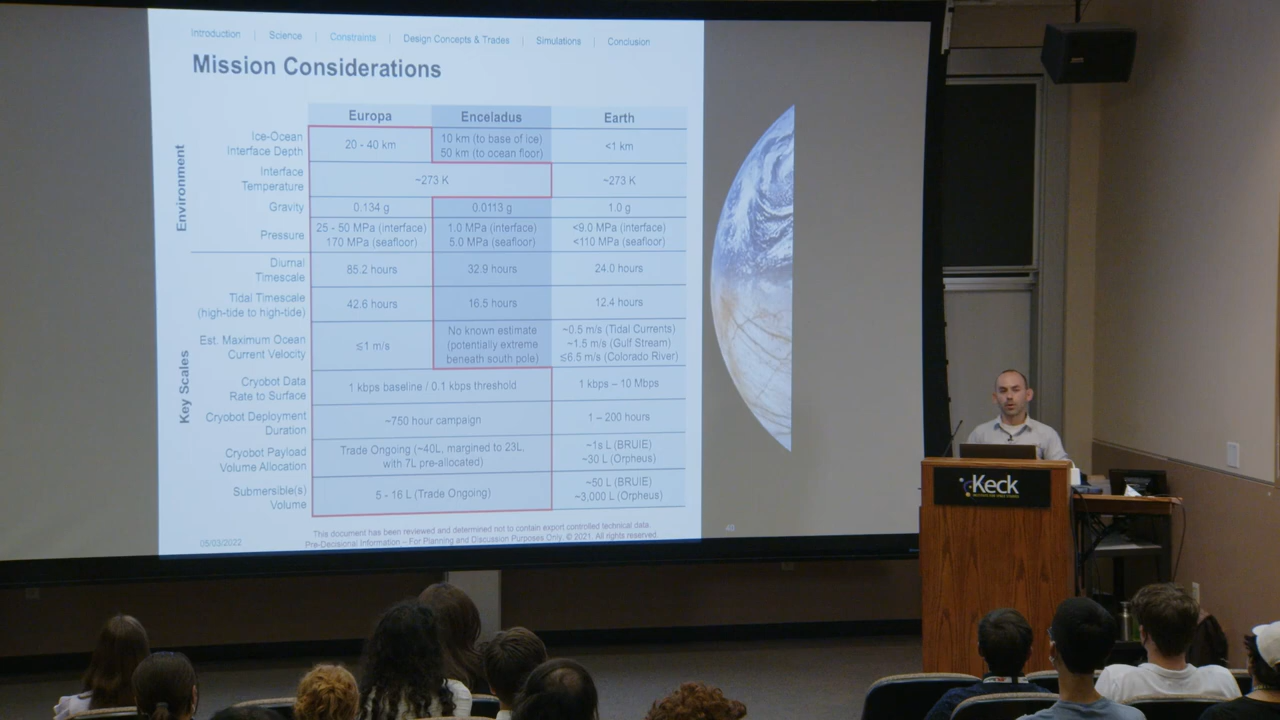 Introduction | Science | Constraints | Design Concepts & Trades | Simulations | Conclusion
Mission Considerations
Europa Enceladus Earth
Environment
Ice-Ocean Interface Depth 20 - 40 km 10 km (to base of ice) 50 km (to ocean floor) <1 km
Interface Temperature ~273 K ~273 K
Gravity 0.134 g 0.0113 g 1.0 g
Pressure 25 - 50 MPa (interface) 170 MPa (seafloor) 1.0 MPa (interface) 5.0 MPa (seafloor) <9.0 MPa (interface) <110 MPa (seafloor)
Key Scales
Diurnal Timescale 85.2 hours 32.9 hours 24.0 hours
Tidal Timescale (high-tide to high-tide) 42.6 hours 16.5 hours 12.4 hours
Est. Maximum Ocean Current Velocity ≤1 m/s No known estimate (potentially extreme beneath south pole) ~0.5 m/s (Tidal Currents) ~1.5 m/s (Gulf Stream) ≤6.5 m/s (Colorado River)
Cryobot Data Rate to Surface 1 kbps baseline / 0.1 kbps threshold 1 kbps – 10 Mbps
Cryobot Deployment Duration ~750 hour campaign 1 – 200 hours
Cryobot Payload Volume Allocation Trade Ongoing (~40L, margined to 23L, with 7L pre-allocated) ~1s L (BRUIE) ~30 L (Orpheus)
Submersible(s) Volume 5 - 16 L (Trade Ongoing) ~50 L (BRUIE) ~3,000 L (Orpheus)
This document has been reviewed and determined not to contain export controlled technical data.
05/03/2022 Pre-Decisional Information – For Planning and Discussion Purposes Only. © 2021. All rights reserved.
Keck